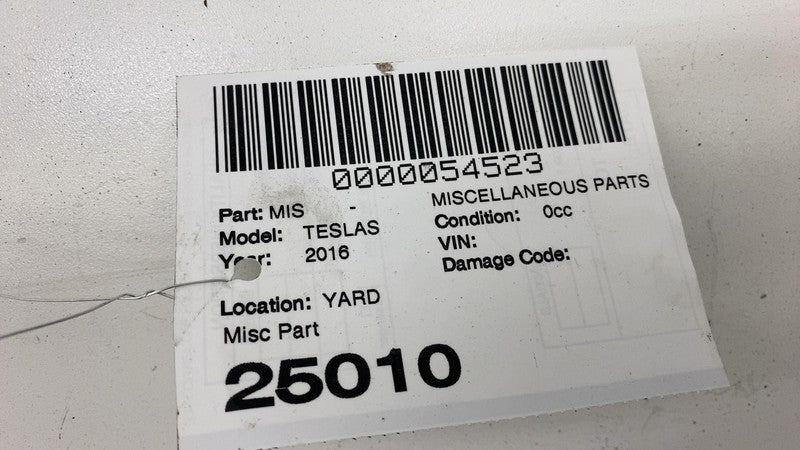 0000054523
Part: MIS - MISCELLANEOUS PARTS
Model: TESLAS Condition: 0cc
Year: 2016 VIN:
Damage Code:
Location: YARD
Misc Part
25010